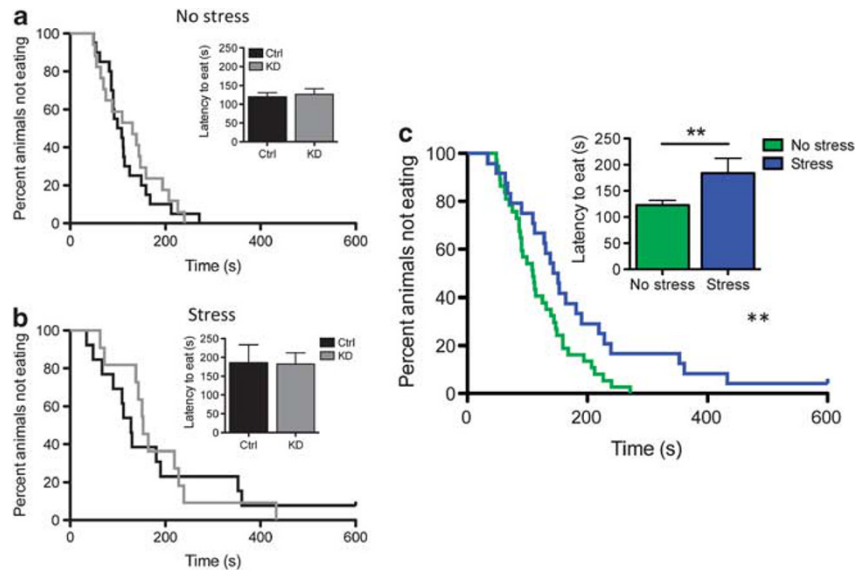 a
No stress
Percent animals not eating
100
80
60
40
20
0
0
200
400
600
Time (s)
Latency to eat (s)
250
200
150
100
50
0
Ctrl
KD
Ctrl
KD
b
Stress
Percent animals not eating
100
80
60
40
20
0
0
200
400
600
Time (s)
Latency to eat (s)
250
200
150
100
50
0
Ctrl
KD
Ctrl
KD
c
Percent animals not eating
100
80
60
40
20
0
0
200
400
600
Time (s)
Latency to eat (s)
250
200
150
100
50
0
**
No stress
Stress
No stress
Stress
**